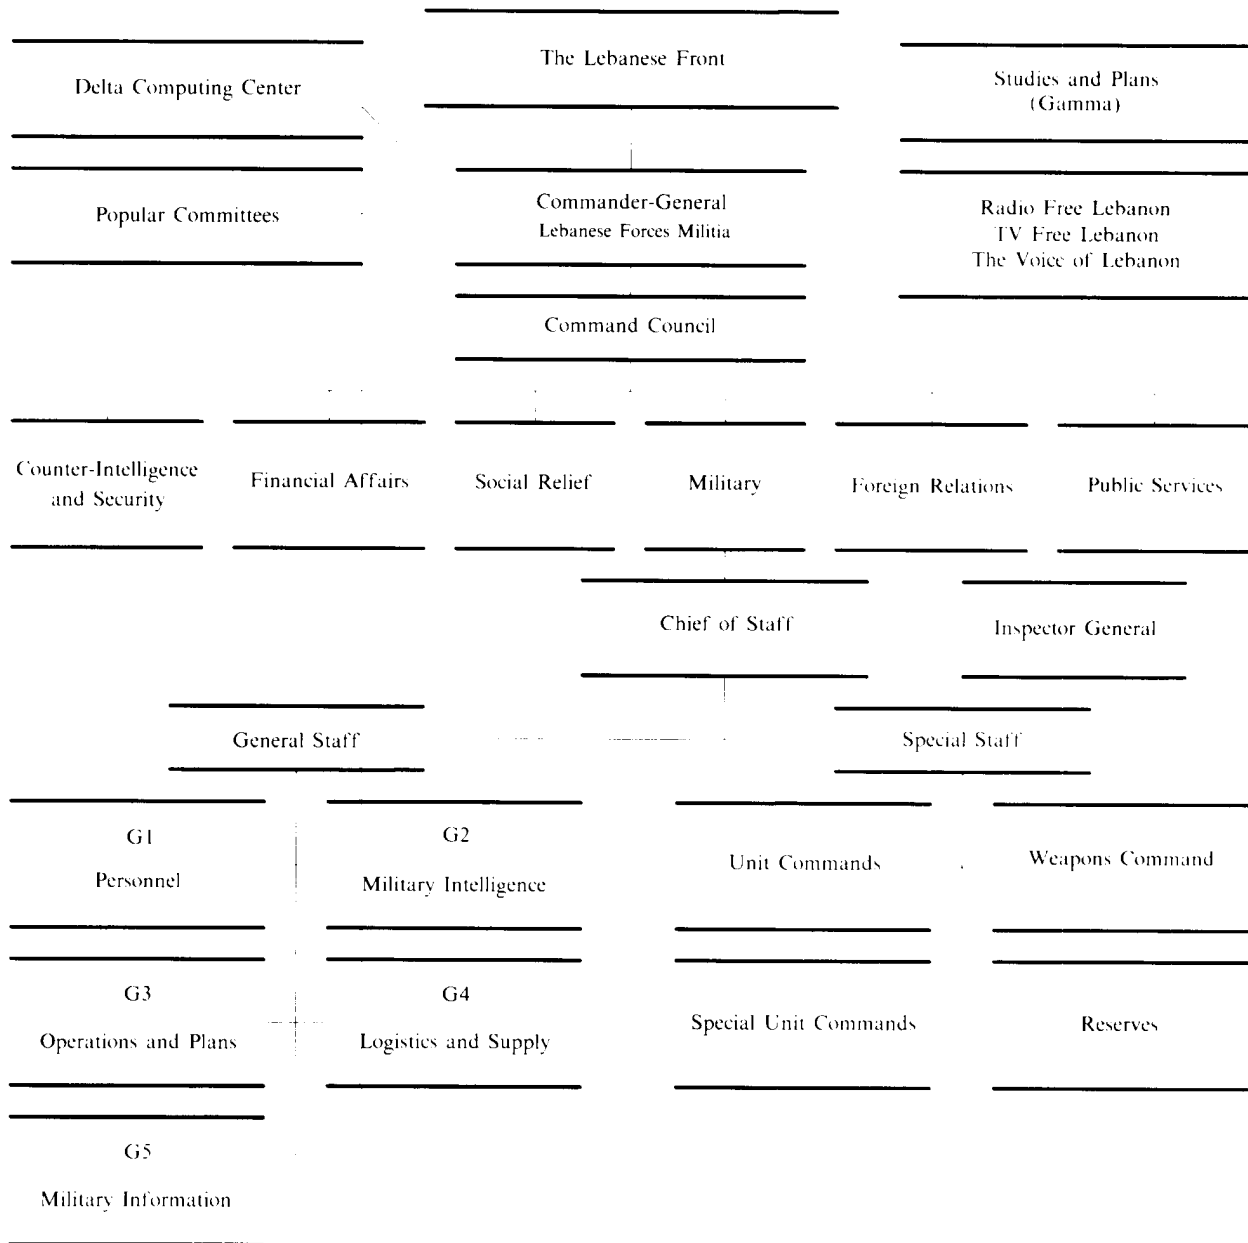 The Lebanese Front
Delta Computing Center
Studies and Plans
(Gamma)
Popular Committees
Commander-General
Lebanese Forces Militia
Radio Free Lebanon
TV Free Lebanon
The Voice of Lebanon
Command Council
Counter-Intelligence
and Security
Financial Affairs
Social Relief
Military
Foreign Relations
Public Services
Chief of Staff
Inspector General
General Staff
Special Staff
G1
Personnel
G2
Military Intelligence
Unit Commands
Weapons Command
G3
Operations and Plans
G4
Logistics and Supply
Special Unit Commands
Reserves
G5
Military Information